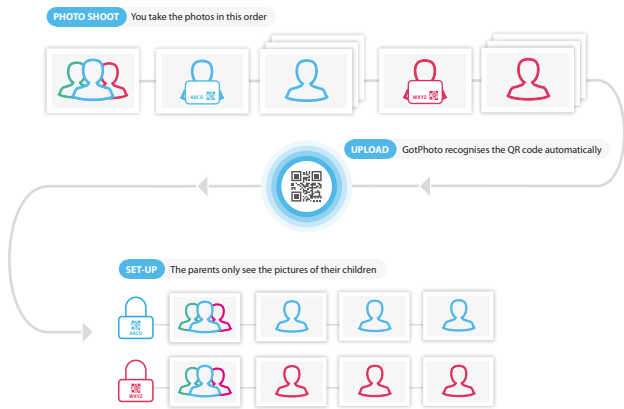 PHOTO SHOOT You take the photos in this order
ABCD
WXYZ
UPLOAD GotPhoto recognises the QR code automatically
SET-UP The parents only see the pictures of their children
ABCD
WXYZ